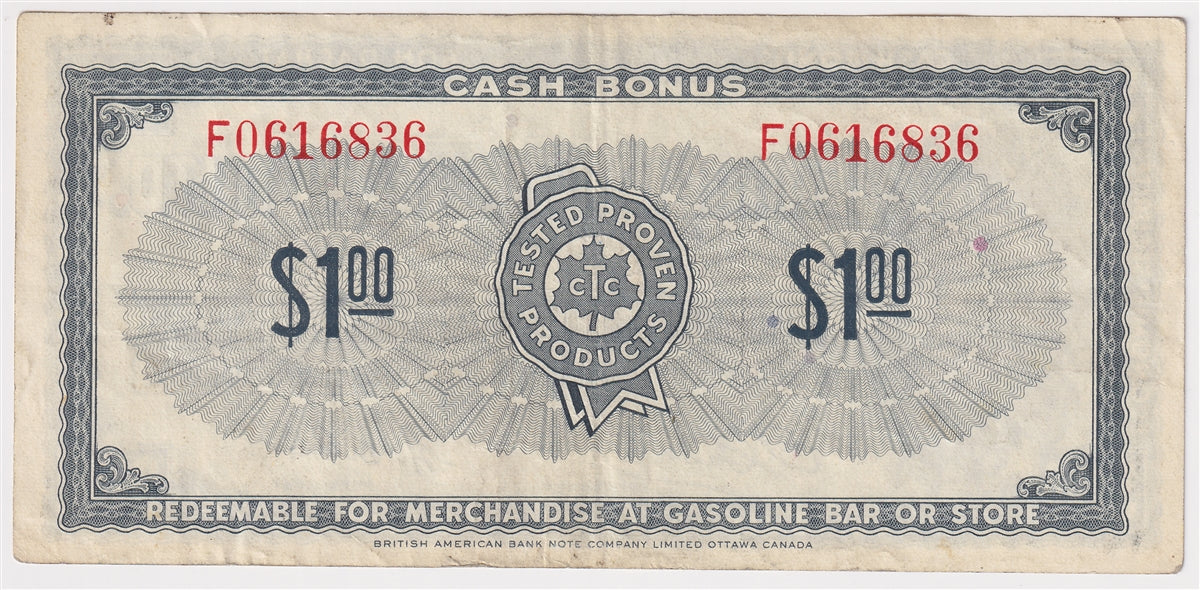 CASH BONUS
F0616836 F0616836
$1.00 $1.00
TESTED PROVEN
CTC
PRODUCTS
REDEEMABLE FOR MERCHANDISE AT GASOLINE BAR OR STORE
BRITISH AMERICAN BANK NOTE COMPANY LIMITED OTTAWA CANADA